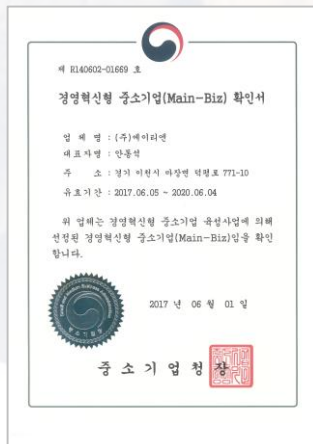 제 R140602-01669 호
경영혁신형 중소기업(Main-Biz) 확인서
업 체 명 : (주)에이리엔
대표자명 : 안동석
주 소 : 경기 이천시 마장면 덕평로 771-10
유효기간 : 2017.06.05 ~ 2020.06.04
위 업체는 경영혁신형 중소기업 육성사업에 의해
선정된 경영혁신형 중소기업(Main-Biz)임을 확인
합니다.
2017 년 06 월 01 일
중소기업청장